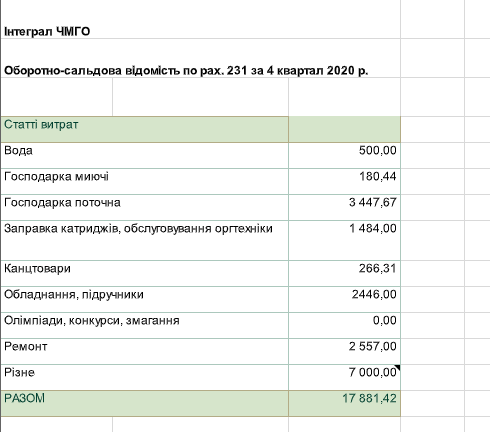 Інтеграл ЧМГО
Оборотно-сальдова відомість по рах. 231 за 4 квартал 2020 р.
Статті витрат
Вода 500,00
Господарка миючі 180,44
Господарка поточна 3 447,67
Заправка катриджів, обслуговування оргтехніки 1 484,00
Канцтовари 266,31
Обладнання, підручники 2446,00
Олімпіади, конкурси, змагання 0,00
Ремонт 2 557,00
Різне 7 000,00
РАЗОМ 17 881,42